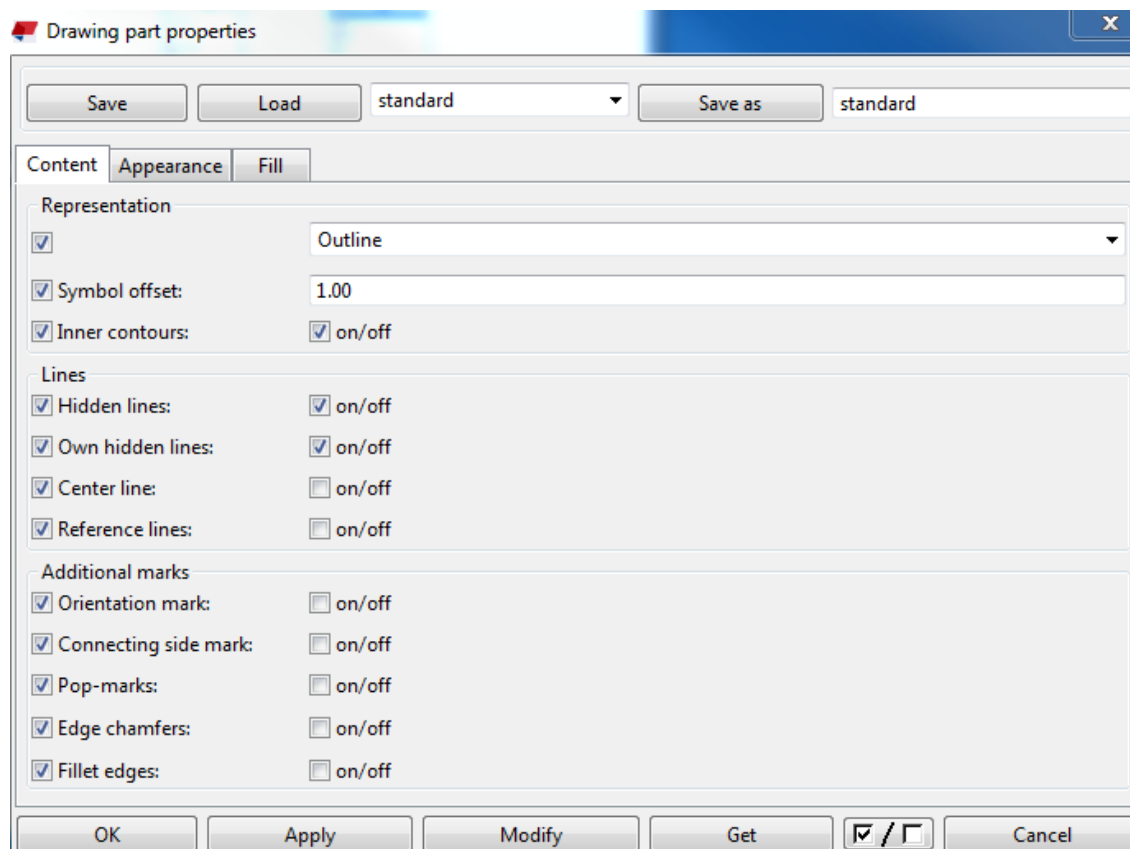 Drawing part properties
Save Load standard Save as standard
Content Appearance Fill
Representation
Outline
Symbol offset: 1.00
Inner contours: on/off
Lines
Hidden lines: on/off
Own hidden lines: on/off
Center line: on/off
Reference lines: on/off
Additional marks
Orientation mark: on/off
Connecting side mark: on/off
Pop-marks: on/off
Edge chamfers: on/off
Fillet edges: on/off
OK Apply Modify Get / Cancel